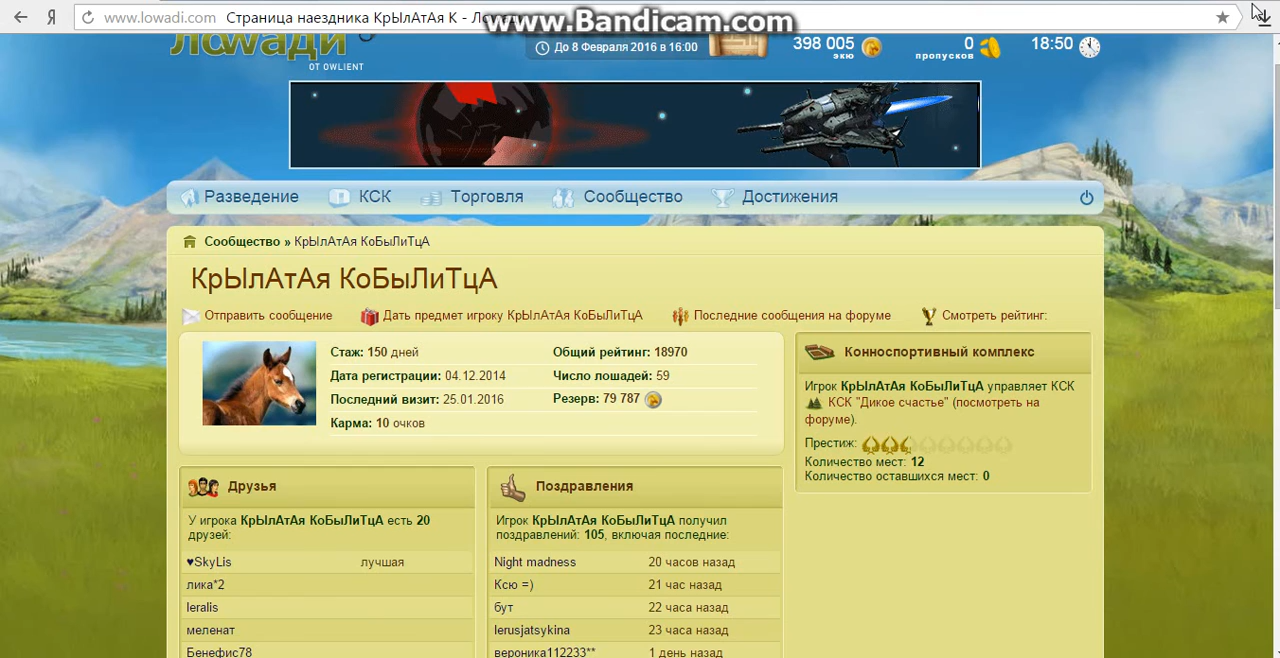 www.lowadi.com Страница наездника КрЫлАтАя К - Лowади
www.Bandicam.com
Лowади
ОТ OWLIENT
До 8 Февраля 2016 в 16:00
398 005
экю
0
пропусков
18:50
Разведение
КСК
Торговля
Сообщество
Достижения
Сообщество » КрЫлАтАя КоБыЛиТцА
КрЫлАтАя КоБыЛиТцА
Отправить сообщение
Дать предмет игроку КрЫлАтАя КоБыЛиТцА
Последние сообщения на форуме
Смотреть рейтинг:
Стаж: 150 дней
Общий рейтинг: 18970
Дата регистрации: 04.12.2014
Число лошадей: 59
Последний визит: 25.01.2016
Резерв: 79 787
Карма: 10 очков
Конноспортивный комплекс
Игрок КрЫлАтАя КоБыЛиТцА управляет КСК
КСК "Дикое счастье" (посмотреть на
форуме).
Престиж:
Количество мест: 12
Количество оставшихся мест: 0
Друзья
У игрока КрЫлАтАя КоБыЛиТцА есть 20
друзей:
♥SkyLis лучшая
лика*2
leralis
меленат
Бенефис78
Поздравления
Игрок КрЫлАтАя КоБыЛиТцА получил
поздравлений: 105, включая последние:
Night madness 20 часов назад
Ксю =) 21 час назад
бут 22 часа назад
lerusjatsykina 23 часа назад
вероника112233** 1 день назад